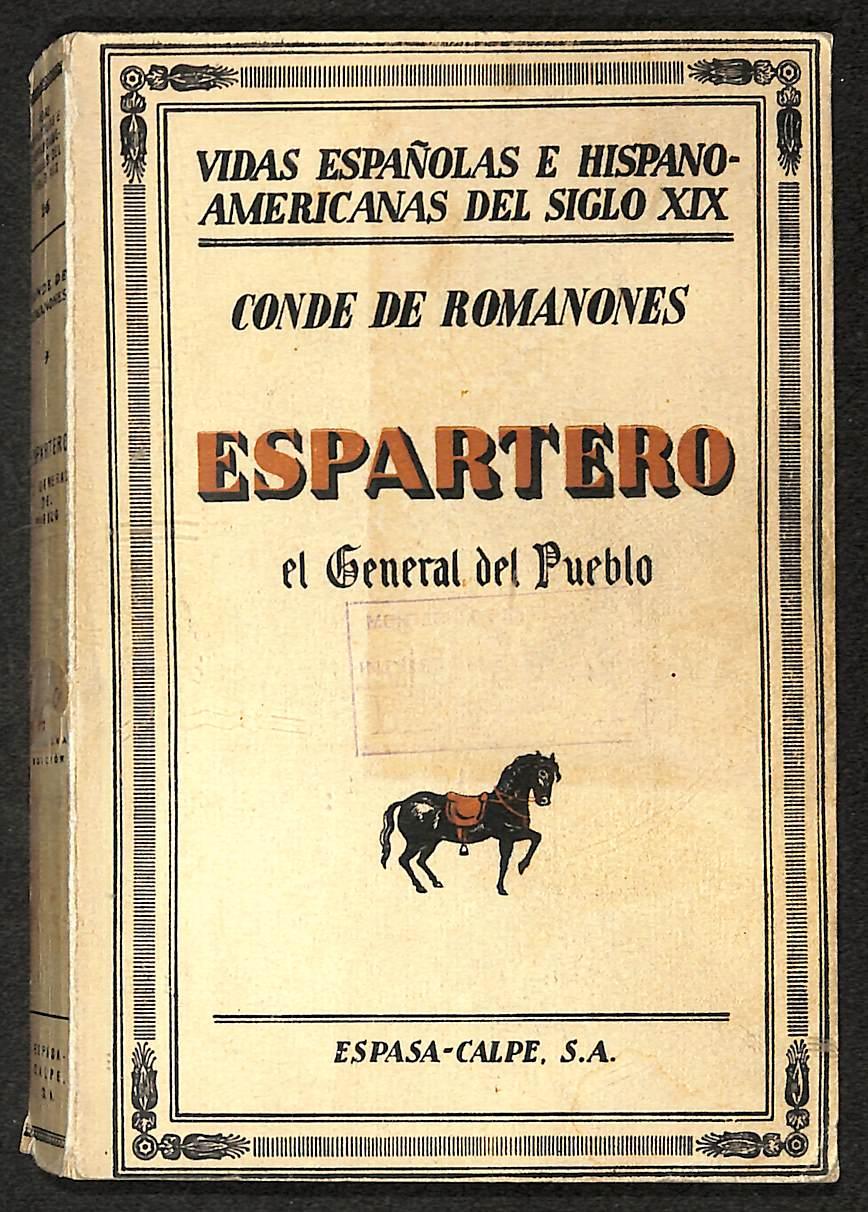 VIDAS ESPAÑOLAS E HISPANO-
AMERICANAS DEL SIGLO XIX
CONDE DE ROMANONES
ESPARTERO
el General del Pueblo
ESPASA-CALPE, S.A.